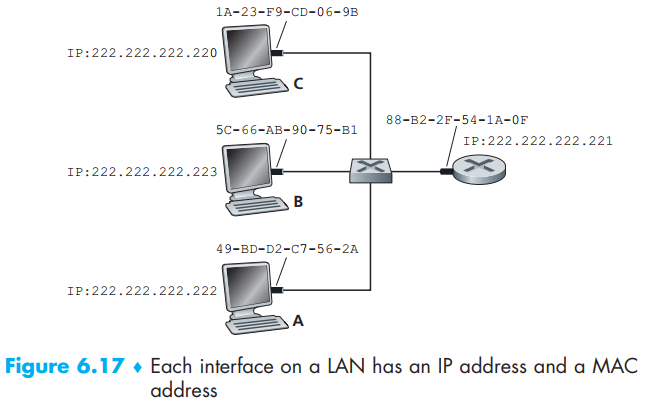 1A-23-F9-CD-06-9B
IP:222.222.222.220
C
88-B2-2F-54-1A-0F
5C-66-AB-90-75-B1
IP:222.222.222.221
IP:222.222.222.223
B
49-BD-D2-C7-56-2A
IP:222.222.222.222
A
Figure 6.17 ♦ Each interface on a LAN has an IP address and a MAC
address